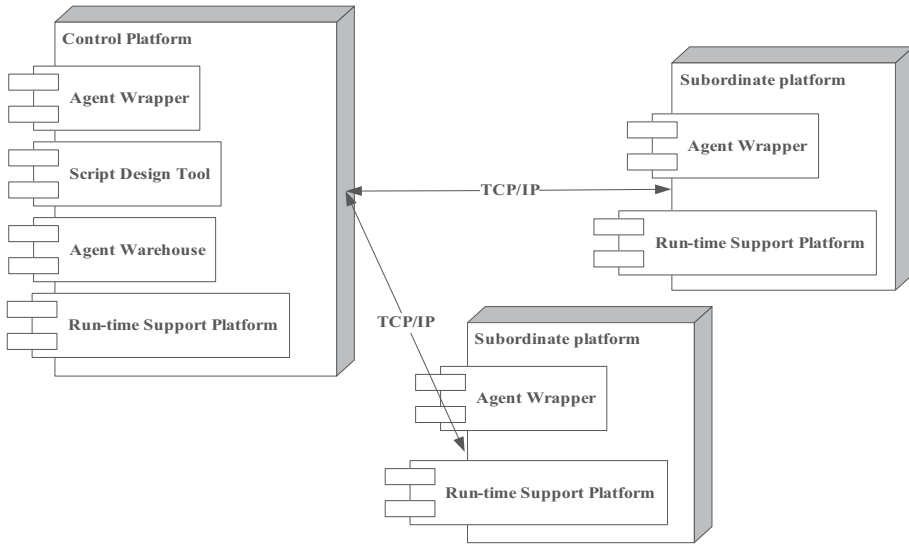 Control Platform
Agent Wrapper
Script Design Tool
Agent Warehouse
Run-time Support Platform
TCP/IP
Subordinate platform
Agent Wrapper
Run-time Support Platform
TCP/IP
Subordinate platform
Agent Wrapper
Run-time Support Platform